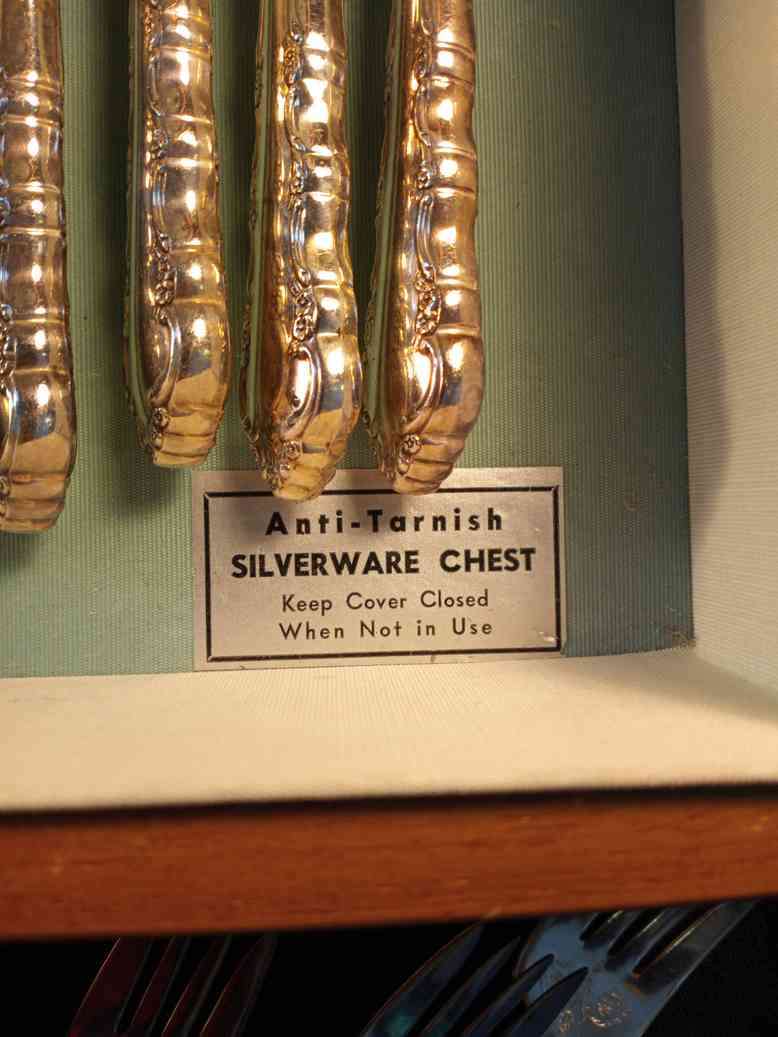 Anti-Tarnish
SILVERWARE CHEST
Keep Cover Closed
When Not in Use